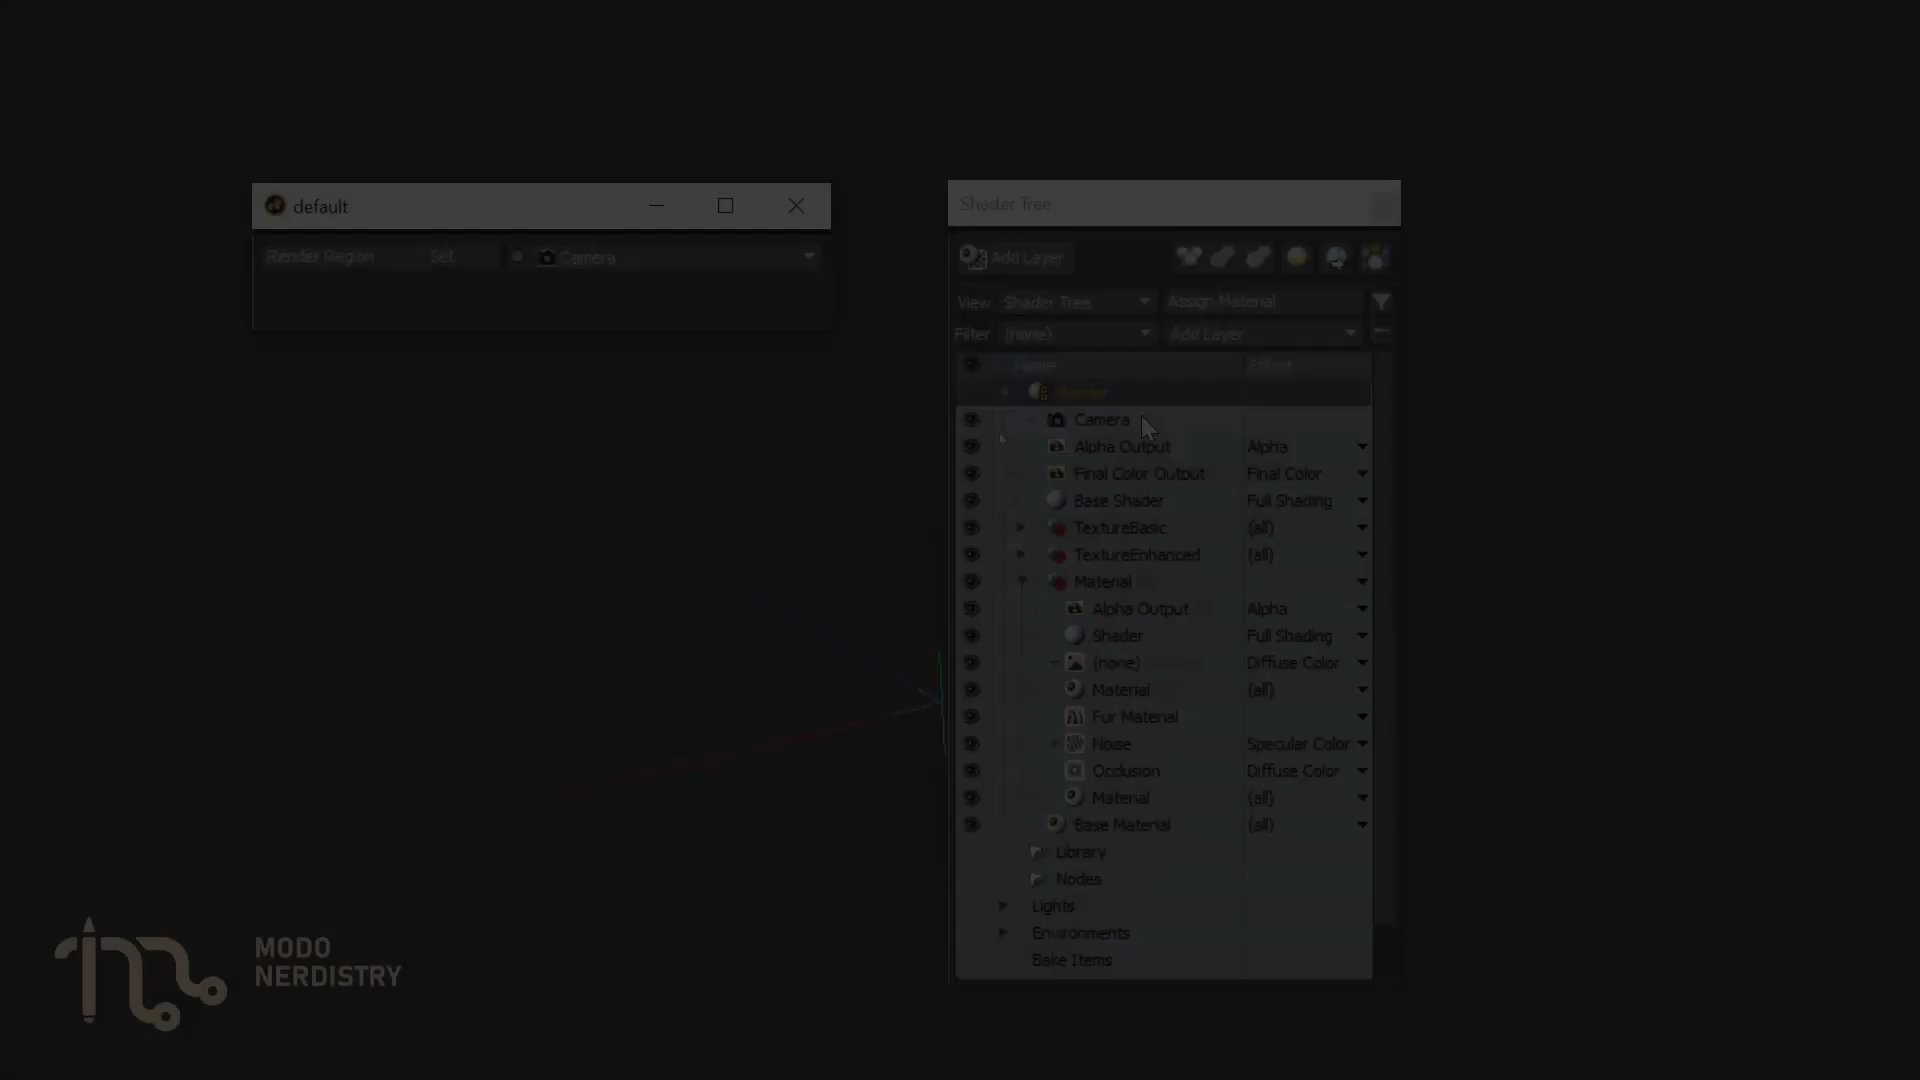 default
Render Region Set Camera
Shader Tree
Add Layer
View Shader Tree Assign Material
Filter (none) Add Layer
Name Effect
Render
Camera
Alpha Output Alpha
Final Color Output Final Color
Base Shader Full Shading
TextureBasic (all)
TextureEnhanced (all)
Material
Alpha Output Alpha
Shader Full Shading
(none) Diffuse Color
Material (all)
Fur Material
Noise Specular Color
Occlusion Diffuse Color
Material (all)
Base Material (all)
Library
Nodes
Lights
Environments
Bake Items
MODO
NERDISTRY